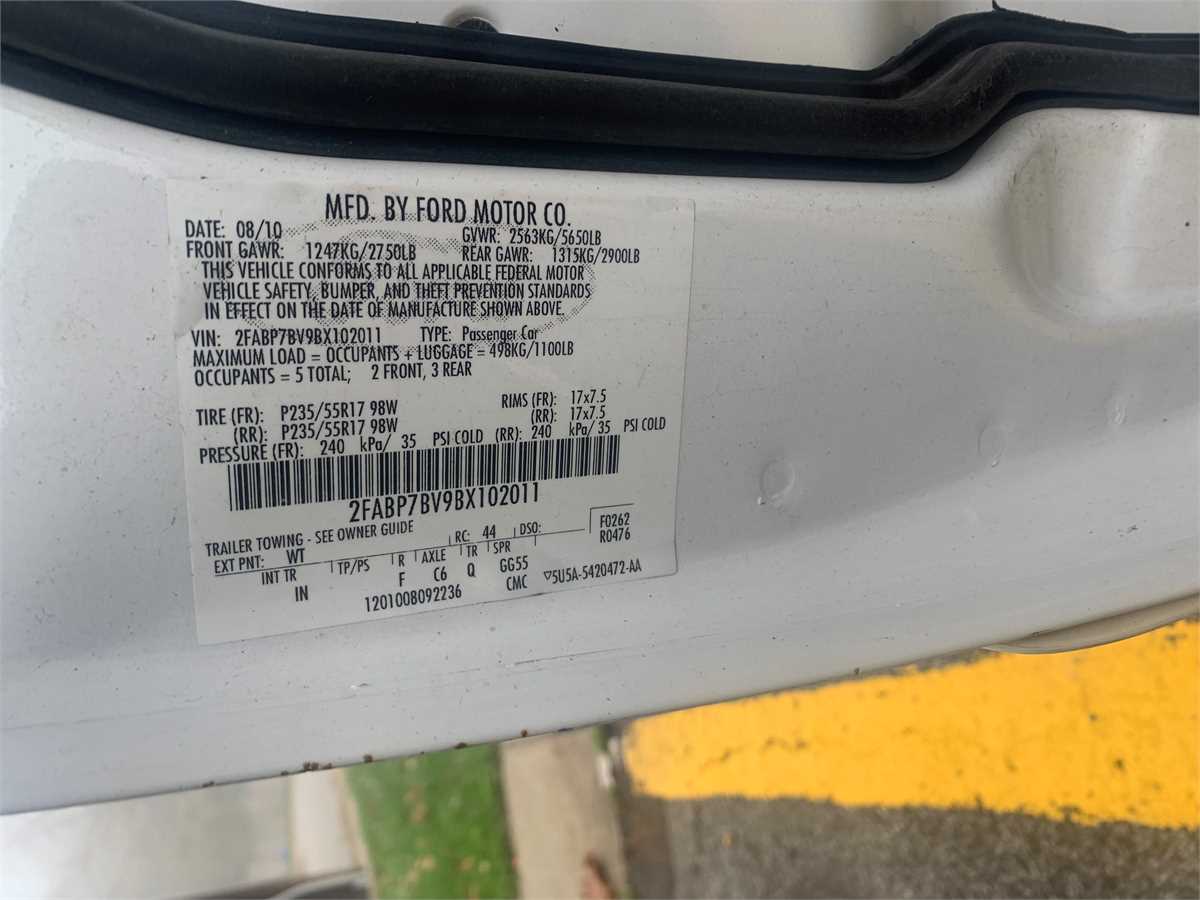 MFD. BY FORD MOTOR CO.
DATE: 08/10 GVWR: 2563KG/5650LB
FRONT GAWR: 1247KG/2750LB REAR GAWR: 1315KG/2900LB
THIS VEHICLE CONFORMS TO ALL APPLICABLE FEDERAL MOTOR
VEHICLE SAFETY, BUMPER, AND THEFT PREVENTION STANDARDS
IN EFFECT ON THE DATE OF MANUFACTURE SHOWN ABOVE.
VIN: 2FABP7BV9BX102011 TYPE: Passenger Car
MAXIMUM LOAD = OCCUPANTS + LUGGAGE = 498KG/1100LB
OCCUPANTS = 5 TOTAL; 2 FRONT, 3 REAR
TIRE (FR): P235/55R17 98W RIMS (FR): 17x7.5
(RR): P235/55R17 98W (RR): 17x7.5
PRESSURE (FR): 240 kPa/ 35 PSI COLD (RR): 240 kPa/ 35 PSI COLD
2FABP7BV9BX102011
TRAILER TOWING - SEE OWNER GUIDE
EXT PNT: WT RC: 44 DSO: F0262
R0476
INT TR TP/PS R AXLE TR SPR
IN F C6 Q GG55
1201008092236 CMC ▽5U5A-5420472-AA